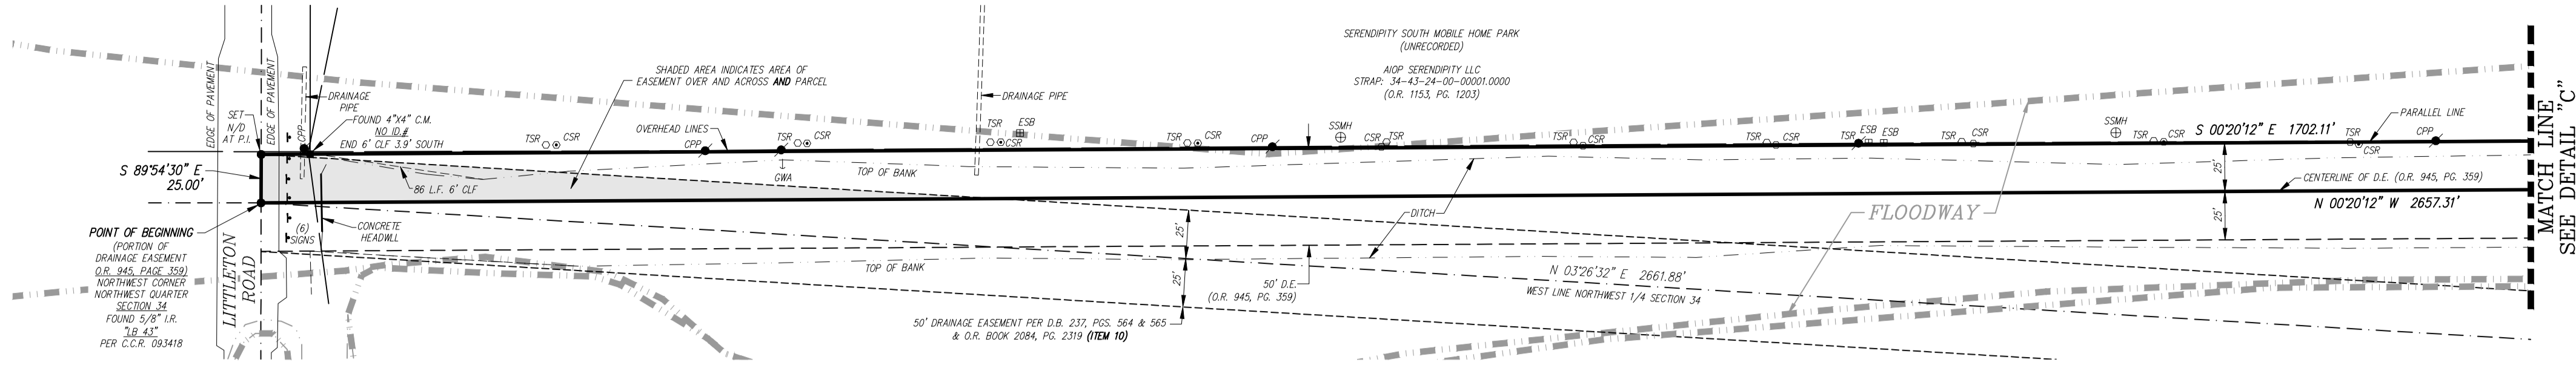 SERENDIPITY SOUTH MOBILE HOME PARK
(UNRECORDED)
AIOP SERENDIPITY LLC
STRAP: 34-43-24-00-00001.0000
(O.R. 1153, PG. 1203)
EDGE OF PAVEMENT
EDGE OF PAVEMENT
SET
N/D
AT P.I.
CPP
DRAINAGE
PIPE
FOUND 4"X4" C.M.
NO ID.#
END 6' CLF 3.9' SOUTH
SHADED AREA INDICATES AREA OF
EASEMENT OVER AND ACROSS AND PARCEL
TSR
CSR
OVERHEAD LINES
CPP
TSR
CSR
GWA
DRAINAGE PIPE
TSR
ESB
CSR
TSR
CSR
CPP
SSMH
CSR
TSR
TSR
CSR
TSR
CSR
TSR
ESB
ESB
TSR
CSR
SSMH
TSR
CSR
S 00°20'12" E 1702.11'
TSR
CSR
CPP
PARALLEL LINE
MATCH LINE
SEE DETAIL "C"
S 89°54'30" E
25.00'
86 L.F. 6' CLF
TOP OF BANK
25'
CENTERLINE OF D.E. (O.R. 945, PG. 359)
N 00°20'12" W 2657.31'
25'
FLOODWAY
DITCH
POINT OF BEGINNING
(PORTION OF
DRAINAGE EASEMENT
O.R. 945, PAGE 359)
NORTHWEST CORNER
NORTHWEST QUARTER
SECTION 34
FOUND 5/8" I.R.
"LB 43"
PER C.C.R. 093418
LITTLETON
ROAD
(6)
SIGNS
CONCRETE
HEADWLL
TOP OF BANK
25'
25'
50' D.E.
(O.R. 945, PG. 359)
N 03°26'32" E 2661.88'
WEST LINE NORTHWEST 1/4 SECTION 34
50' DRAINAGE EASEMENT PER D.B. 237, PGS. 564 & 565
& O.R. BOOK 2084, PG. 2319 (ITEM 10)